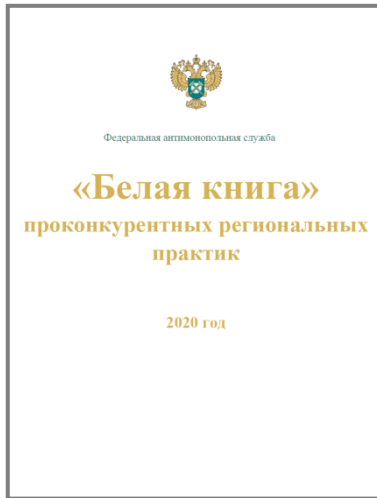 Федеральная антимонопольная служба
«Белая книга»
проконкурентных региональных
практик
2020 год